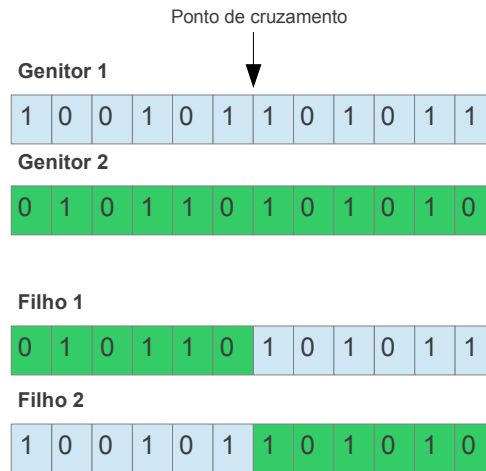 Ponto de cruzamento
Genitor 1
1 0 0 1 0 1 1 0 1 0 1 1
Genitor 2
0 1 0 1 1 0 1 0 1 0 1 0
Filho 1
0 1 0 1 1 0 1 0 1 0 1 1
Filho 2
1 0 0 1 0 1 1 0 1 0 1 0